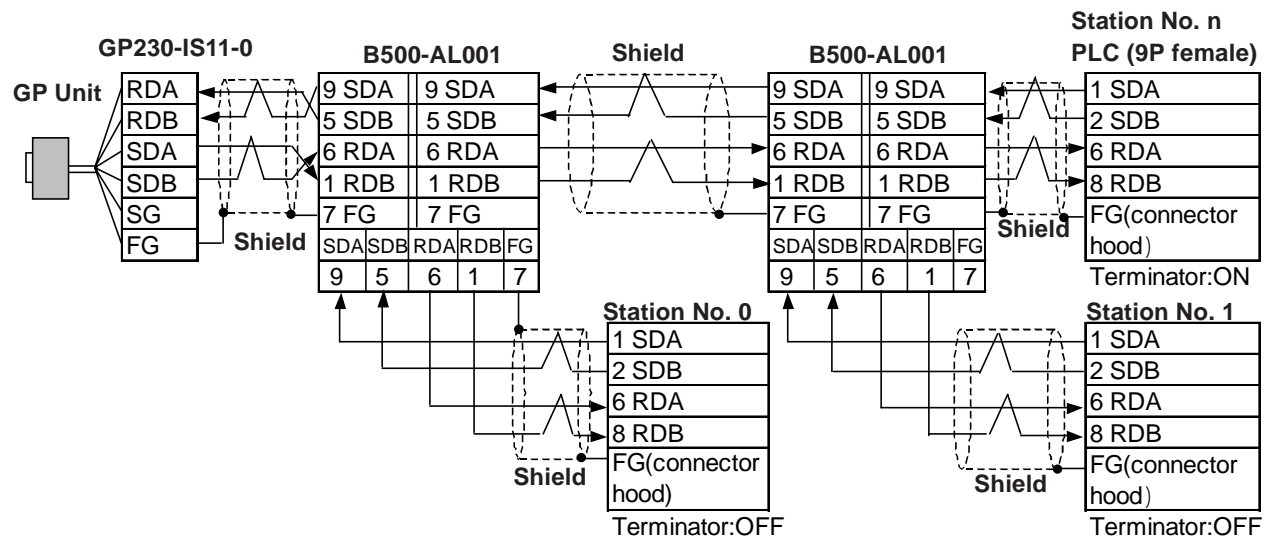 Station No. n
GP230-IS11-0
B500-AL001
Shield
B500-AL001
PLC (9P female)
GP Unit
RDA
RDB
SDA
SDB
SG
FG
Shield
9 SDA
9 SDA
5 SDB
5 SDB
6 RDA
6 RDA
1 RDB
1 RDB
7 FG
7 FG
SDA SDB RDA RDB FG
9 5 6 1 7
9 SDA
9 SDA
5 SDB
5 SDB
6 RDA
6 RDA
1 RDB
1 RDB
7 FG
7 FG
SDA SDB RDA RDB FG
9 5 6 1 7
Shield
1 SDA
2 SDB
6 RDA
8 RDB
FG(connector
hood)
Terminator:ON
Station No. 0
1 SDA
2 SDB
6 RDA
8 RDB
FG(connector
hood)
Shield
Terminator:OFF
Station No. 1
1 SDA
2 SDB
6 RDA
8 RDB
FG(connector
hood)
Shield
Terminator:OFF